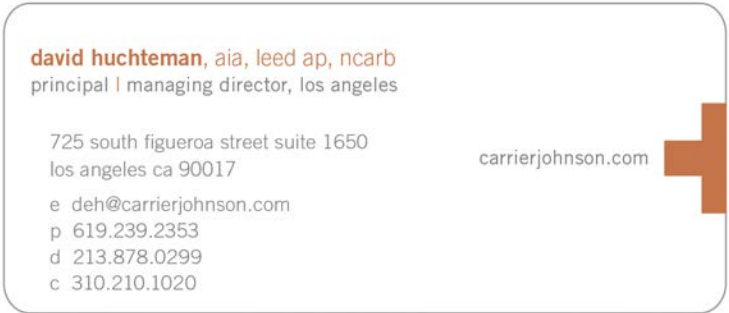 david huchteman, aia, leed ap, ncarb
principal | managing director, los angeles
725 south figueroa street suite 1650
los angeles ca 90017
carrierjohnson.com
e deh@carrierjohnson.com
p 619.239.2353
d 213.878.0299
c 310.210.1020